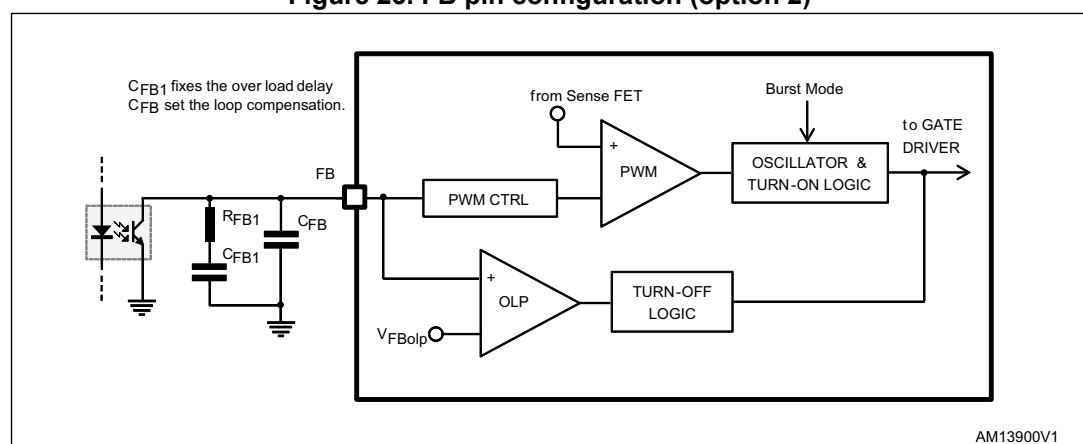 Figure 25. FB pin configuration (option 2)
CFB1 fixes the over load delay
CFB set the loop compensation.
from Sense FET
Burst Mode
to GATE
DRIVER
+
PWM
OSCILLATOR &
TURN-ON LOGIC
FB
PWM CTRL
RFB1
CFB
CFB1
+
OLP
TURN-OFF
LOGIC
VFBolp
AM13900V1